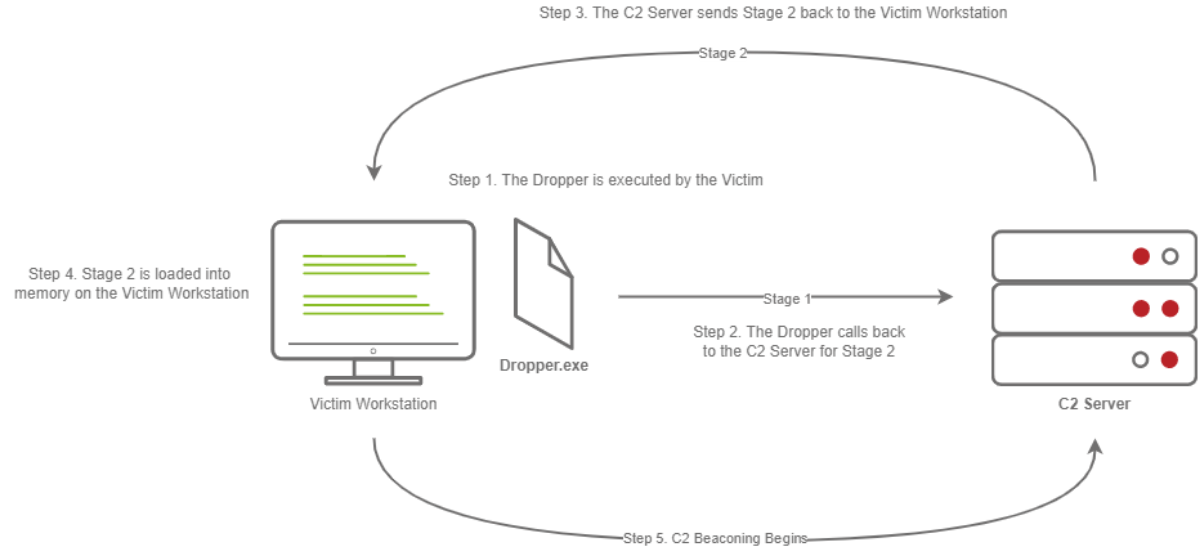 Step 3. The C2 Server sends Stage 2 back to the Victim Workstation
Stage 2
Step 1. The Dropper is executed by the Victim
Step 4. Stage 2 is loaded into
memory on the Victim Workstation
Dropper.exe
Victim Workstation
Stage 1
Step 2. The Dropper calls back
to the C2 Server for Stage 2
C2 Server
Step 5. C2 Beaconing Begins